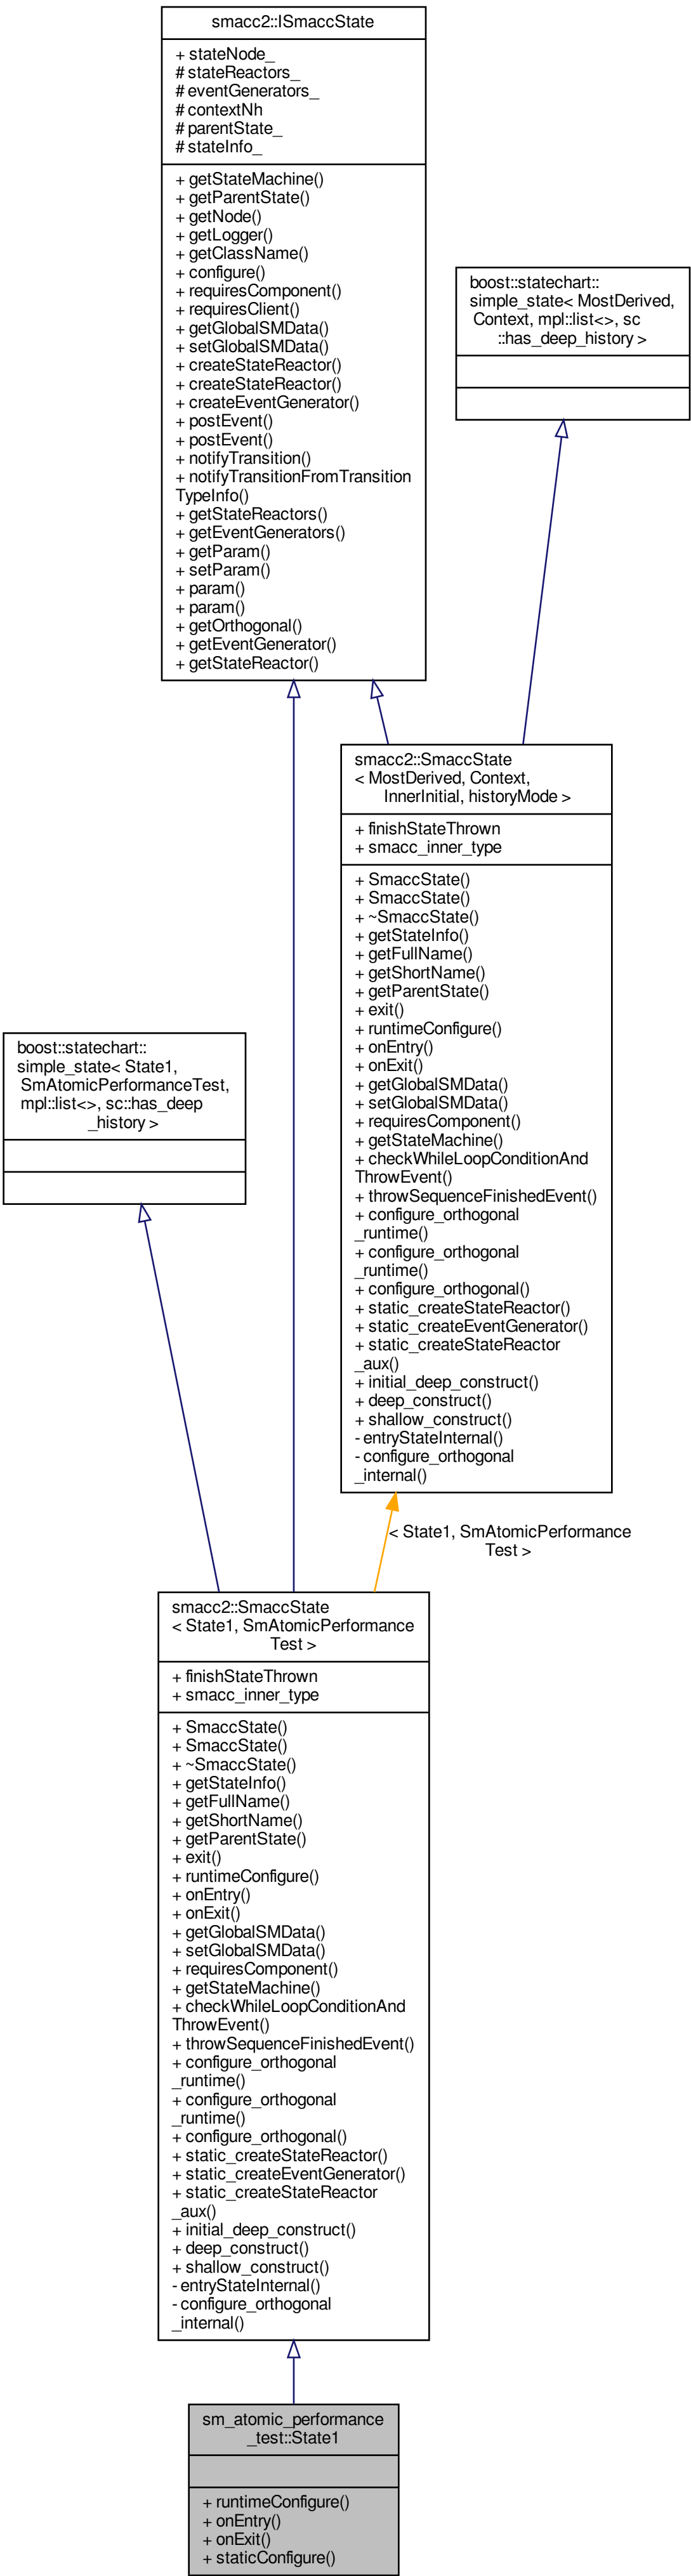 smacc2::ISmaccState
+ stateNode_
# stateReactors_
# eventGenerators_
# contextNh
# parentState_
# stateInfo_
+ getStateMachine()
+ getParentState()
+ getNode()
+ getLogger()
+ getClassName()
+ configure()
+ requiresComponent()
+ requiresClient()
+ getGlobalSMData()
+ setGlobalSMData()
+ createStateReactor()
+ createStateReactor()
+ createEventGenerator()
+ postEvent()
+ postEvent()
+ notifyTransition()
+ notifyTransitionFromTransition
TypeInfo()
+ getStateReactors()
+ getEventGenerators()
+ getParam()
+ setParam()
+ param()
+ param()
+ getOrthogonal()
+ getEventGenerator()
+ getStateReactor()
boost::statechart::
simple_state< MostDerived,
Context, mpl::list<>, sc
::has_deep_history >
smacc2::SmaccState
< MostDerived, Context,
InnerInitial, historyMode >
+ finishStateThrown
+ smacc_inner_type
+ SmaccState()
+ SmaccState()
+ ~SmaccState()
+ getStateInfo()
+ getFullName()
+ getShortName()
+ getParentState()
+ exit()
+ runtimeConfigure()
+ onEntry()
+ onExit()
+ getGlobalSMData()
+ setGlobalSMData()
+ requiresComponent()
+ getStateMachine()
+ checkWhileLoopConditionAnd
ThrowEvent()
+ throwSequenceFinishedEvent()
+ configure_orthogonal
_runtime()
+ configure_orthogonal
_runtime()
+ configure_orthogonal()
+ static_createStateReactor()
+ static_createEventGenerator()
+ static_createStateReactor
_aux()
+ initial_deep_construct()
+ deep_construct()
+ shallow_construct()
- entryStateInternal()
- configure_orthogonal
_internal()
boost::statechart::
simple_state< State1,
SmAtomicPerformanceTest,
mpl::list<>, sc::has_deep
_history >
< State1, SmAtomicPerformance
Test >
smacc2::SmaccState
< State1, SmAtomicPerformance
Test >
+ finishStateThrown
+ smacc_inner_type
+ SmaccState()
+ SmaccState()
+ ~SmaccState()
+ getStateInfo()
+ getFullName()
+ getShortName()
+ getParentState()
+ exit()
+ runtimeConfigure()
+ onEntry()
+ onExit()
+ getGlobalSMData()
+ setGlobalSMData()
+ requiresComponent()
+ getStateMachine()
+ checkWhileLoopConditionAnd
ThrowEvent()
+ throwSequenceFinishedEvent()
+ configure_orthogonal
_runtime()
+ configure_orthogonal
_runtime()
+ configure_orthogonal()
+ static_createStateReactor()
+ static_createEventGenerator()
+ static_createStateReactor
_aux()
+ initial_deep_construct()
+ deep_construct()
+ shallow_construct()
- entryStateInternal()
- configure_orthogonal
_internal()
sm_atomic_performance
_test::State1
+ runtimeConfigure()
+ onEntry()
+ onExit()
+ staticConfigure()